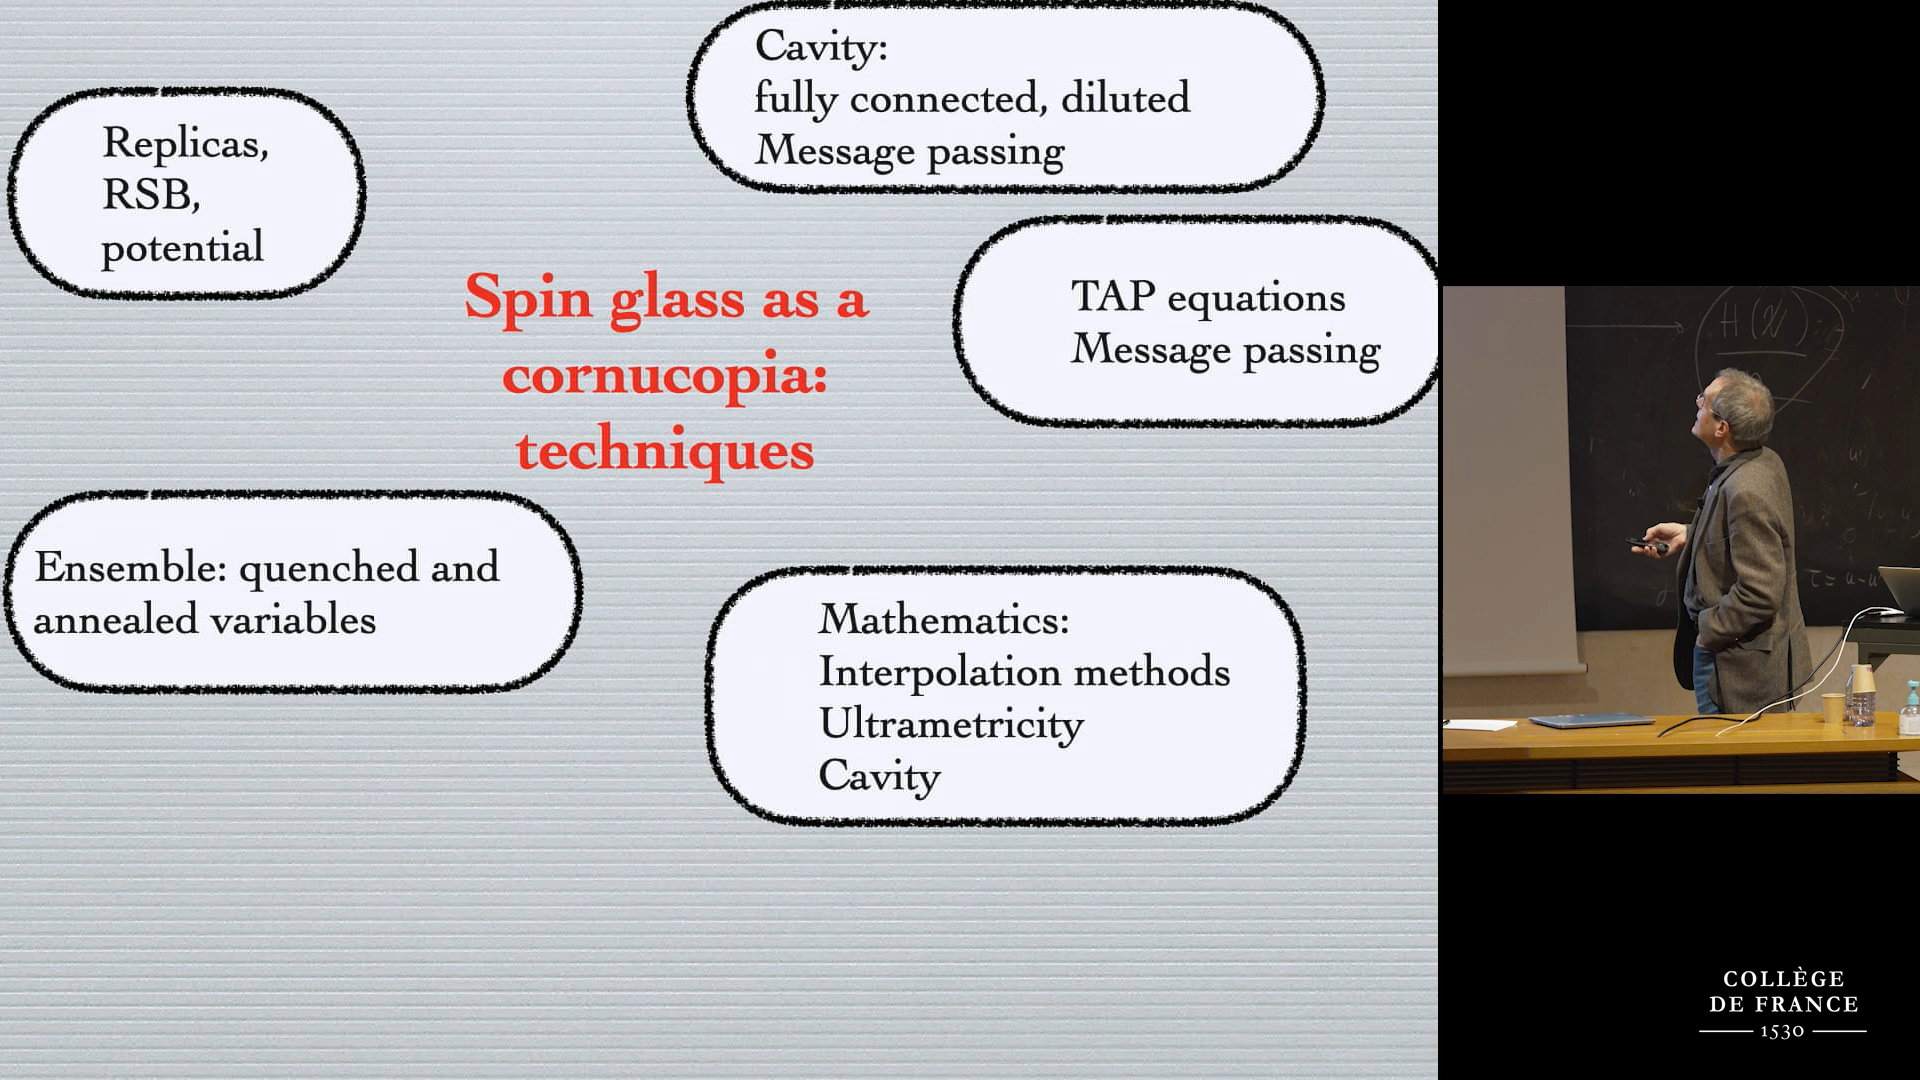 Cavity:
fully connected, diluted
Message passing
Replicas,
RSB,
potential
Spin glass as a
cornucopia:
techniques
TAP equations
Message passing
Ensemble: quenched and
annealed variables
Mathematics:
Interpolation methods
Ultrametricity
Cavity
COLLÈGE
DE FRANCE
1530